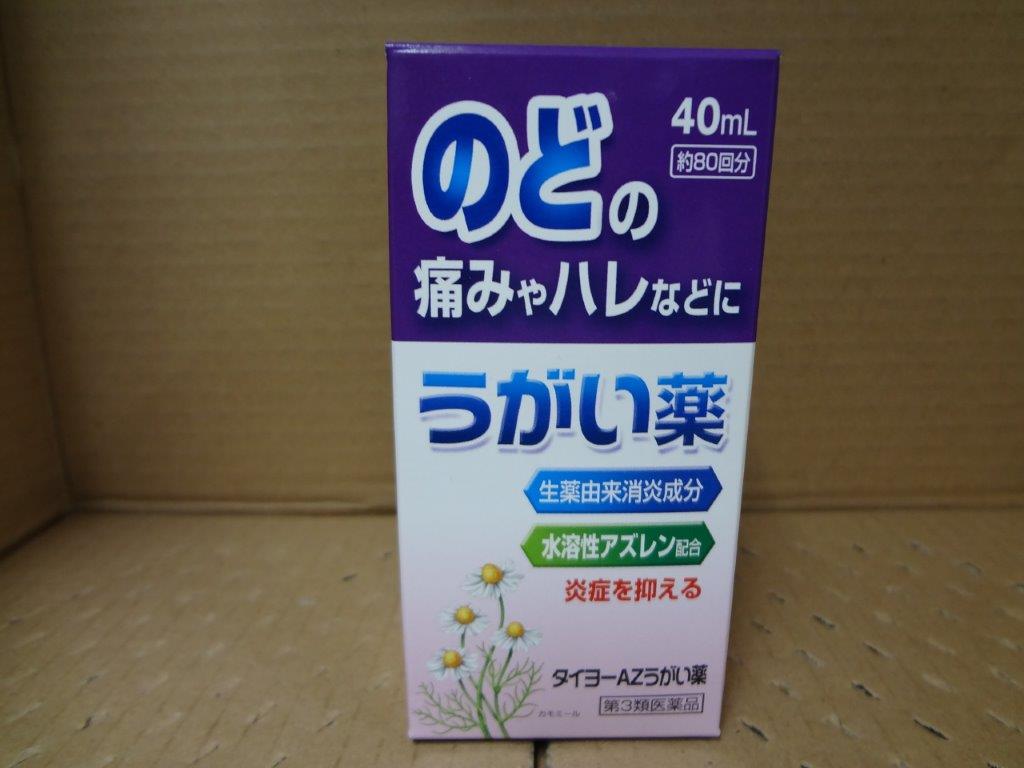 のどの
40mL
約80回分
痛みやハレなどに
うがい薬
生薬由来消炎成分
水溶性アズレン配合
炎症を抑える
タイヨーAZうがい薬
第3類医薬品
カモミール